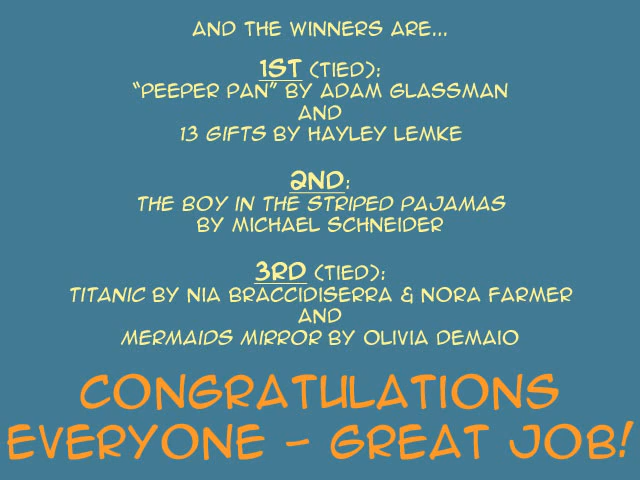 AND THE WINNERS ARE...
1ST (TIED):
"PEEPER PAN" BY ADAM GLASSMAN
AND
13 GIFTS BY HAYLEY LEMKE
2ND:
THE BOY IN THE STRIPED PAJAMAS
BY MICHAEL SCHNEIDER
3RD (TIED):
TITANIC BY NIA BRACCIDISERRA & NORA FARMER
AND
MERMAIDS MIRROR BY OLIVIA DEMAIO
CONGRATULATIONS
EVERYONE - GREAT JOB!